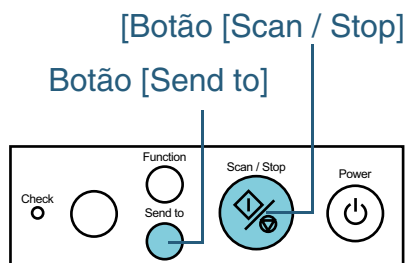 [Botão [Scan / Stop]
Botão [Send to]
Function
Scan / Stop
Power
Check
Send to